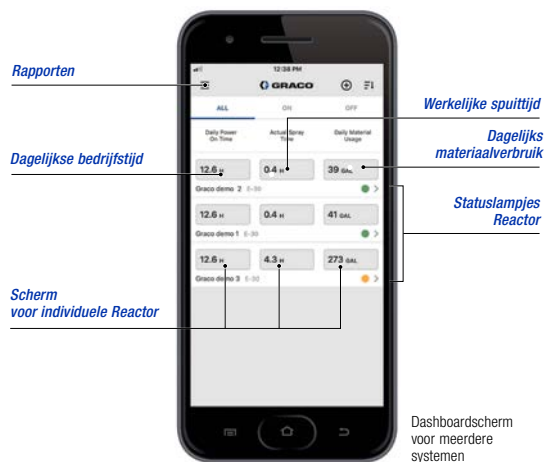 Rapporten
Dagelijkse bedrijfstijd
Scherm
voor individuele Reactor
12:38 PM
GRACO
ALL ON OFF
Daily Power
On Time
Actual Spray
Time
Daily Material
Usage
12.6 H 0.4 H 39 GAL
Graco demo 2 E-30
12.6 H 0.4 H 41 GAL
Graco demo 1 E-30
12.6 H 4.3 H 273 GAL
Graco demo 3 E-30
Werkelijke spuittijd
Dagelijks
materiaalverbruik
Statuslampjes
Reactor
Dashboardscherm
voor meerdere
systemen